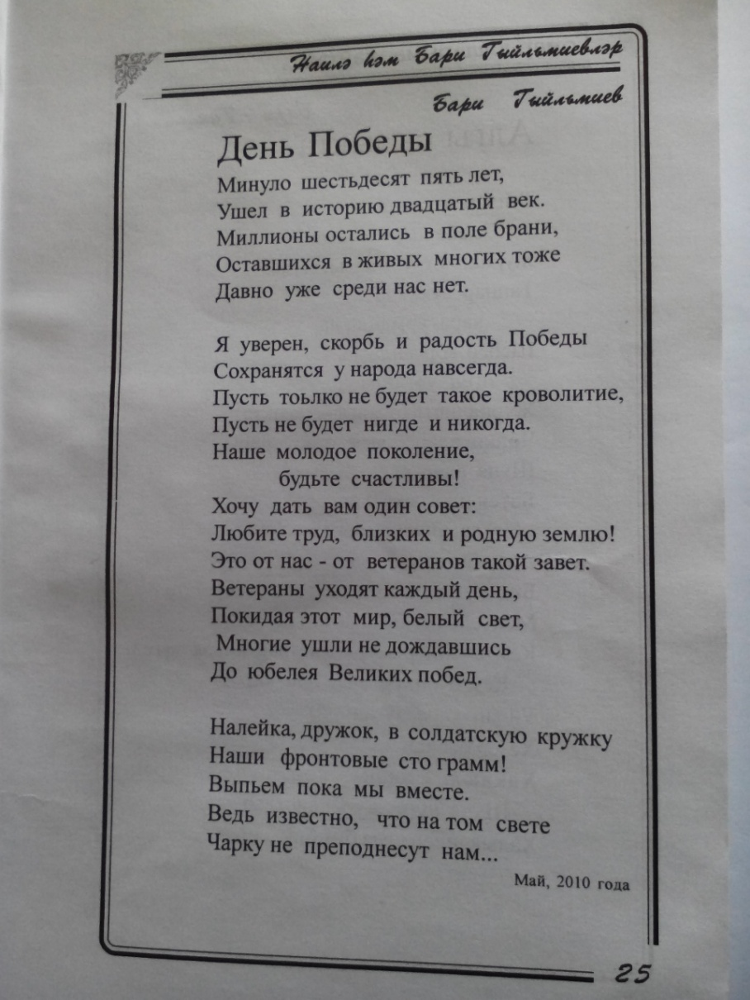 Наилә һәм Бари Гыйльмиевләр
Бари Гыйльмиев
День Победы
Минуло шестьдесят пять лет,
Ушел в историю двадцатый век.
Миллионы остались в поле брани,
Оставшихся в живых многих тоже
Давно уже среди нас нет.
Я уверен, скорбь и радость Победы
Сохранятся у народа навсегда.
Пусть тоьлко не будет такое кроволитие,
Пусть не будет нигде и никогда.
Наше молодое поколение,
будьте счастливы!
Хочу дать вам один совет:
Любите труд, близких и родную землю!
Это от нас - от ветеранов такой завет.
Ветераны уходят каждый день,
Покидая этот мир, белый свет,
Многие ушли не дождавшись
До юбелея Великих побед.
Налейка, дружок, в солдатскую кружку
Наши фронтовые сто грамм!
Выпьем пока мы вместе.
Ведь известно, что на том свете
Чарку не преподнесут нам...
Май, 2010 года
25